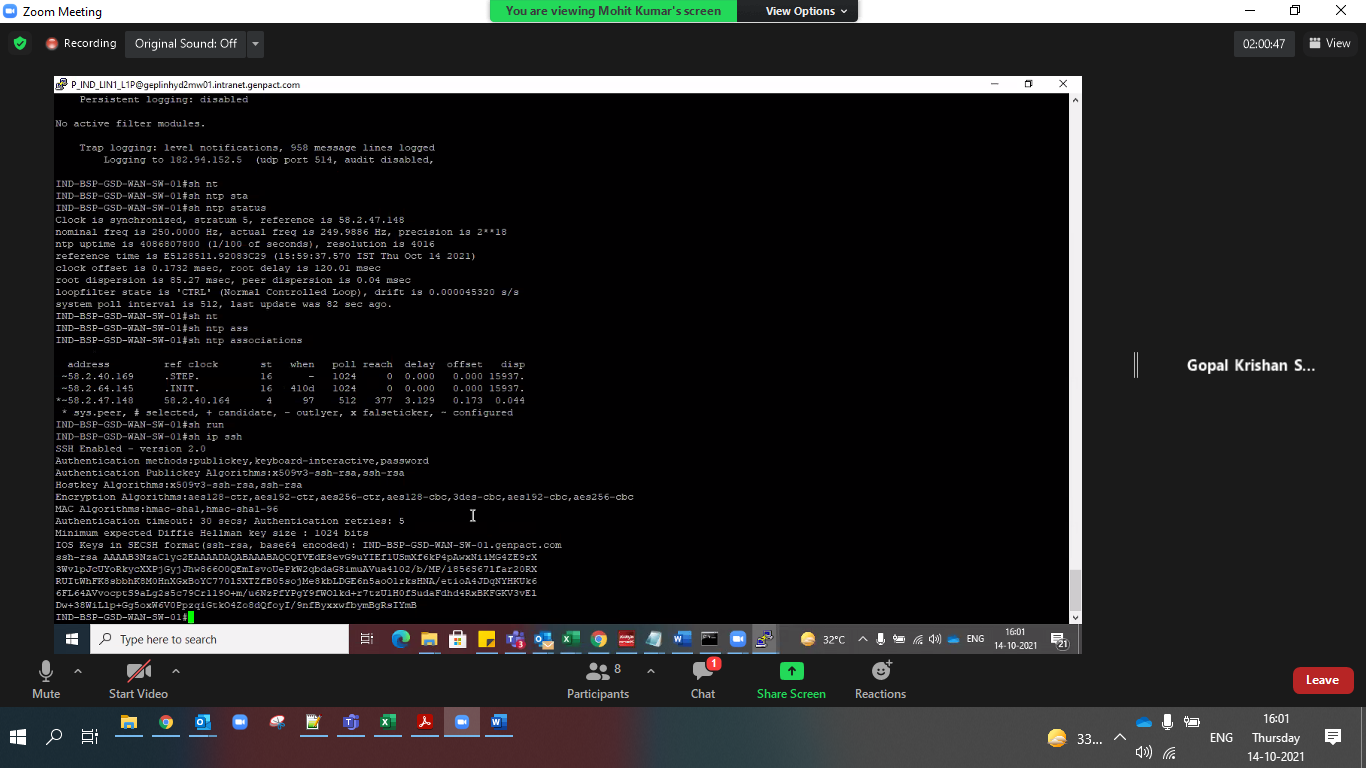 Zoom Meeting
You are viewing Mohit Kumar's screen View Options
Recording Original Sound: Off 02:00:47 View
P_IND_LIN1_L1P@geplinhyd2mw01.intranet.genpact.com
Persistent logging: disabled
No active filter modules.
Trap logging: level notifications, 958 message lines logged
Logging to 182.94.152.5 (udp port 514, audit disabled,
IND-BSP-GSD-WAN-SW-01#sh nt
IND-BSP-GSD-WAN-SW-01#sh ntp sta
IND-BSP-GSD-WAN-SW-01#sh ntp status
Clock is synchronized, stratum 5, reference is 58.2.47.148
nominal freq is 250.0000 Hz, actual freq is 249.9886 Hz, precision is 2**18
ntp uptime is 4086807800 (1/100 of seconds), resolution is 4016
reference time is E5128511.92083C29 (15:59:37.570 IST Thu Oct 14 2021)
clock offset is 0.1732 msec, root delay is 120.01 msec
root dispersion is 85.27 msec, peer dispersion is 0.04 msec
loopfilter state is 'CTRL' (Normal Controlled Loop), drift is 0.000045320 s/s
system poll interval is 512, last update was 82 sec ago.
IND-BSP-GSD-WAN-SW-01#sh nt
IND-BSP-GSD-WAN-SW-01#sh ntp ass
IND-BSP-GSD-WAN-SW-01#sh ntp associations
address ref clock st when poll reach delay offset disp
~58.2.40.169 .STEP. 16 - 1024 0 0.000 0.000 15937.
~58.2.64.145 .INIT. 16 410d 1024 0 0.000 0.000 15937.
*~58.2.47.148 58.2.40.164 4 97 512 377 3.129 0.173 0.044
* sys.peer, # selected, + candidate, - outlyer, x falseticker, ~ configured
IND-BSP-GSD-WAN-SW-01#sh run
IND-BSP-GSD-WAN-SW-01#sh ip ssh
SSH Enabled - version 2.0
Authentication methods:publickey,keyboard-interactive,password
Authentication Publickey Algorithms:x509v3-ssh-rsa,ssh-rsa
Hostkey Algorithms:x509v3-ssh-rsa,ssh-rsa
Encryption Algorithms:aes128-ctr,aes192-ctr,aes256-ctr,aes128-cbc,3des-cbc,aes192-cbc,aes256-cbc
MAC Algorithms:hmac-sha1,hmac-sha1-96
Authentication timeout: 30 secs; Authentication retries: 5
Minimum expected Diffie Hellman key size : 1024 bits
IOS Keys in SECSH format(ssh-rsa, base64 encoded): IND-BSP-GSD-WAN-SW-01.genpact.com
ssh-rsa
IND-BSP-GSD-WAN-SW-01#
Gopal Krishan S...
Type here to search 32°C ENG 16:01 14-10-2021 21
Mute Start Video Participants 8 Chat 1 Share Screen Reactions Leave
33... ENG 16:01 Thursday 14-10-2021